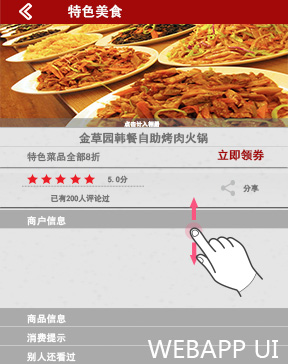 特色美食
点击进入相册
金草园韩餐自助烤肉火锅
特色菜品全部8折 立即领券
5.0分 分享
已有200人评论过
商户信息
商品信息
消费提示
别人还看过
WEBAPP UI